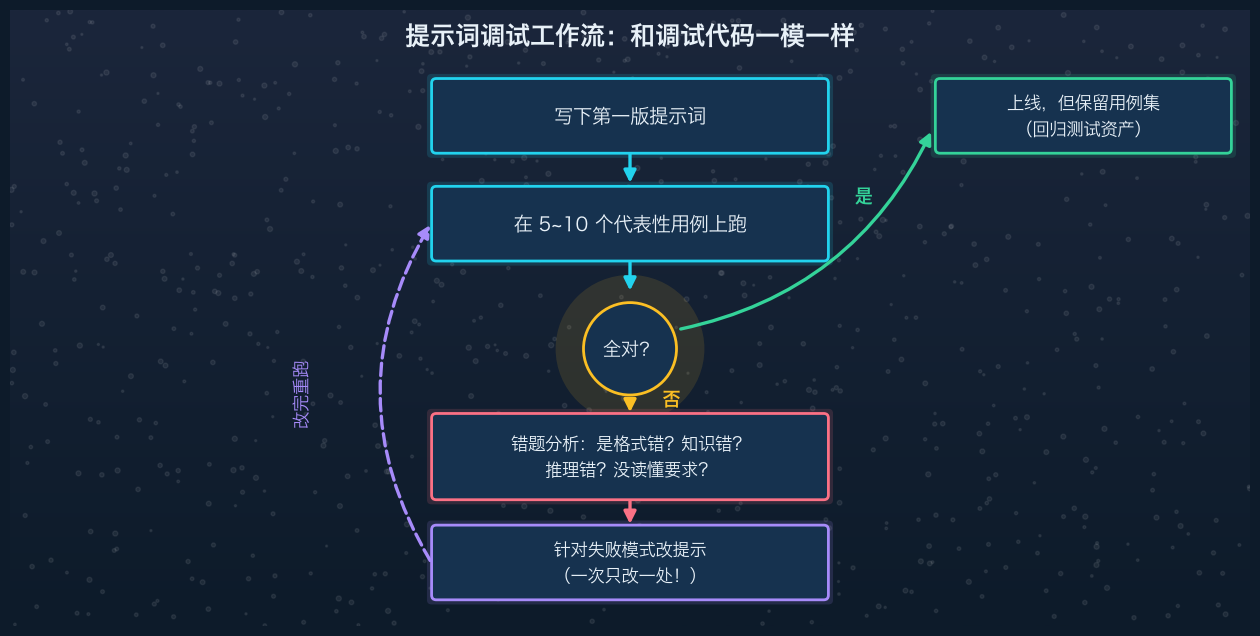 提示词调试工作流：和调试代码一模一样
写下第一版提示词
上线，但保留用例集
（回归测试资产）
是
在 5~10 个代表性用例上跑
全对？
改完重跑
否
错题分析：是格式错？知识错？
推理错？没读懂要求？
针对失败模式改提示
（一次只改一处！）